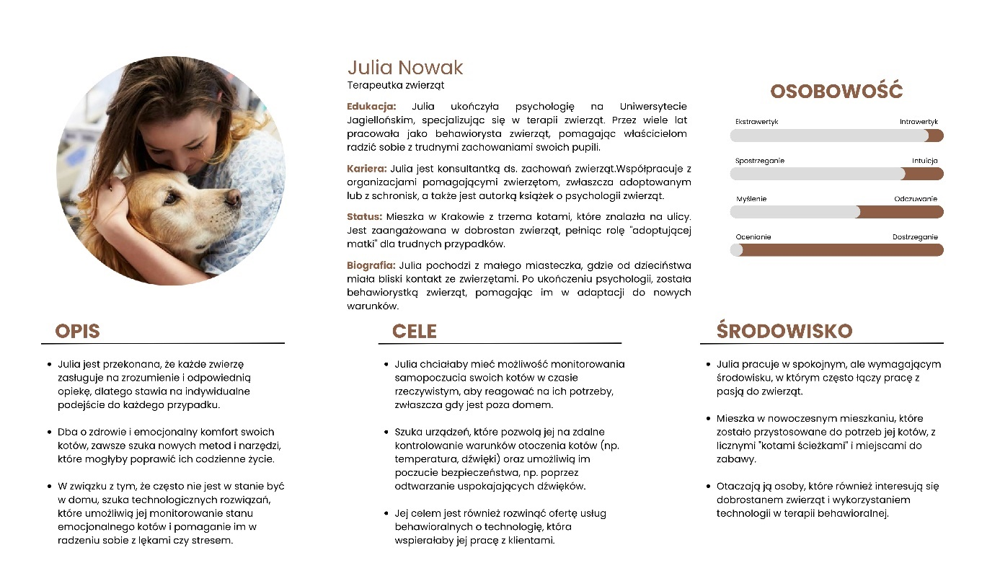 Julia Nowak
Terapeutka zwierząt
Edukacja: Julia ukończyła psychologię na Uniwersytecie
Jagiellońskim, specjalizując się w terapii zwierząt. Przez wiele lat
pracowała jako behawiorysta zwierząt, pomagając właścicielom
radzić sobie z trudnymi zachowaniami swoich pupili.
Kariera: Julia jest konsultantką ds. zachowań zwierząt.Współpracuje z
organizacjami pomagającymi zwierzętom, zwłaszcza adoptowanym
lub z schronisk, a także jest autorką książek o psychologii zwierząt.
Status: Mieszka w Krakowie z trzema kotami, które znalazła na ulicy.
Jest zaangażowana w dobrostan zwierząt, pełniąc rolę "adoptującej
matki" dla trudnych przypadków.
Biografia: Julia pochodzi z małego miasteczka, gdzie od dzieciństwa
miała bliski kontakt ze zwierzętami. Po ukończeniu psychologii, została
behawiorystką zwierząt, pomagając im w adaptacji do nowych
warunków.
OSOBOWOŚĆ
Ekstrawertyk Introwertyk
Spostrzeganie Intuicja
Myślenie Odczuwanie
Ocenianie Dostrzeganie
OPIS
Julia jest przekonana, że każde zwierzę
zasługuje na zrozumienie i odpowiednią
opiekę, dlatego stawia na indywidualne
podejście do każdego przypadku.
Dba o zdrowie i emocjonalny komfort swoich
kotów, zawsze szuka nowych metod i narzędzi,
które mogłyby poprawić ich codzienne życie.
W związku z tym, że często nie jest w stanie być
w domu, szuka technologicznych rozwiązań,
które umożliwią jej monitorowanie stanu
emocjonalnego kotów i pomaganie im w
radzeniu sobie z lękami czy stresem.
CELE
Julia chciałaby mieć możliwość monitorowania
samopoczucia swoich kotów w czasie
rzeczywistym, aby reagować na ich potrzeby,
zwłaszcza gdy jest poza domem.
Szuka urządzeń, które pozwolą jej na zdalne
kontrolowanie warunków otoczenia kotów (np.
temperatura, dźwięki) oraz umożliwią im
poczucie bezpieczeństwa, np. poprzez
odtwarzanie uspokajających dźwięków.
Jej celem jest również rozwinąć ofertę usług
behawioralnych o technologię, która
wspierałaby jej pracę z klientami.
ŚRODOWISKO
Julia pracuje w spokojnym, ale wymagającym
środowisku, w którym często łączy pracę z
pasją do zwierząt.
Mieszka w nowoczesnym mieszkaniu, które
zostało przystosowane do potrzeb jej kotów, z
licznymi "kotami ścieżkami" i miejscami do
zabawy.
Otaczają ją osoby, które również interesują się
dobrostanem zwierząt i wykorzystaniem
technologii w terapii behawioralnej.